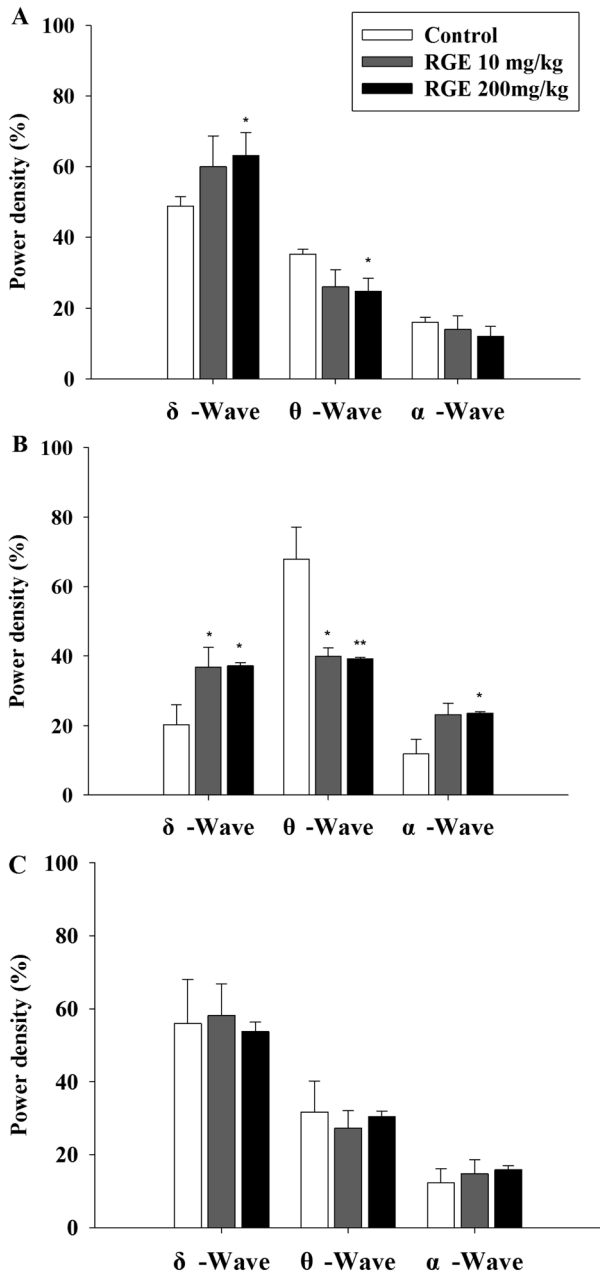 A
Power density (%)
100
80
60
40
20
0
Control
RGE 10 mg/kg
RGE 200mg/kg
*
*
δ -Wave θ -Wave α -Wave
B
Power density (%)
100
80
60
40
20
0
* * * ** *
δ -Wave θ -Wave α -Wave
C
Power density (%)
100
80
60
40
20
0
δ -Wave θ -Wave α -Wave